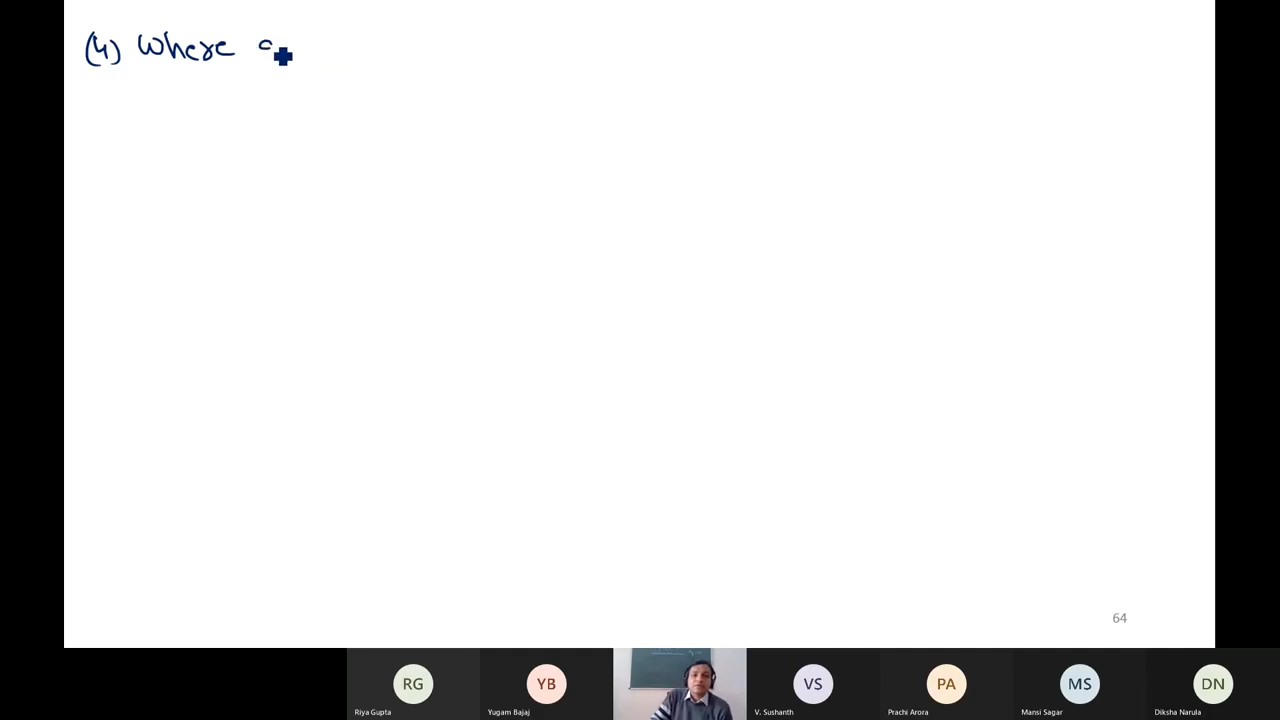 (4) Where
64
RG
YB
VS
PA
MS
DN
Riya Gupta
Yugam Bajaj
V. Sushanth
Prachi Arora
Mansi Sagar
Diksha Narula